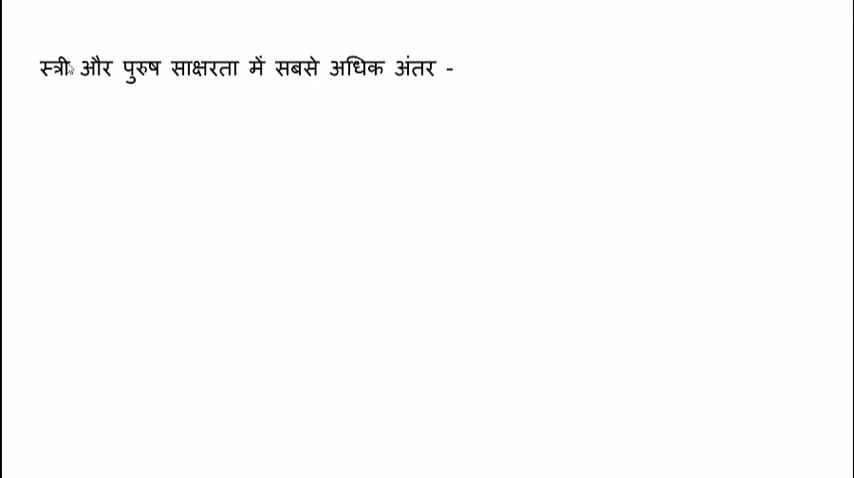 स्त्री और पुरुष साक्षरता में सबसे अधिक अंतर -